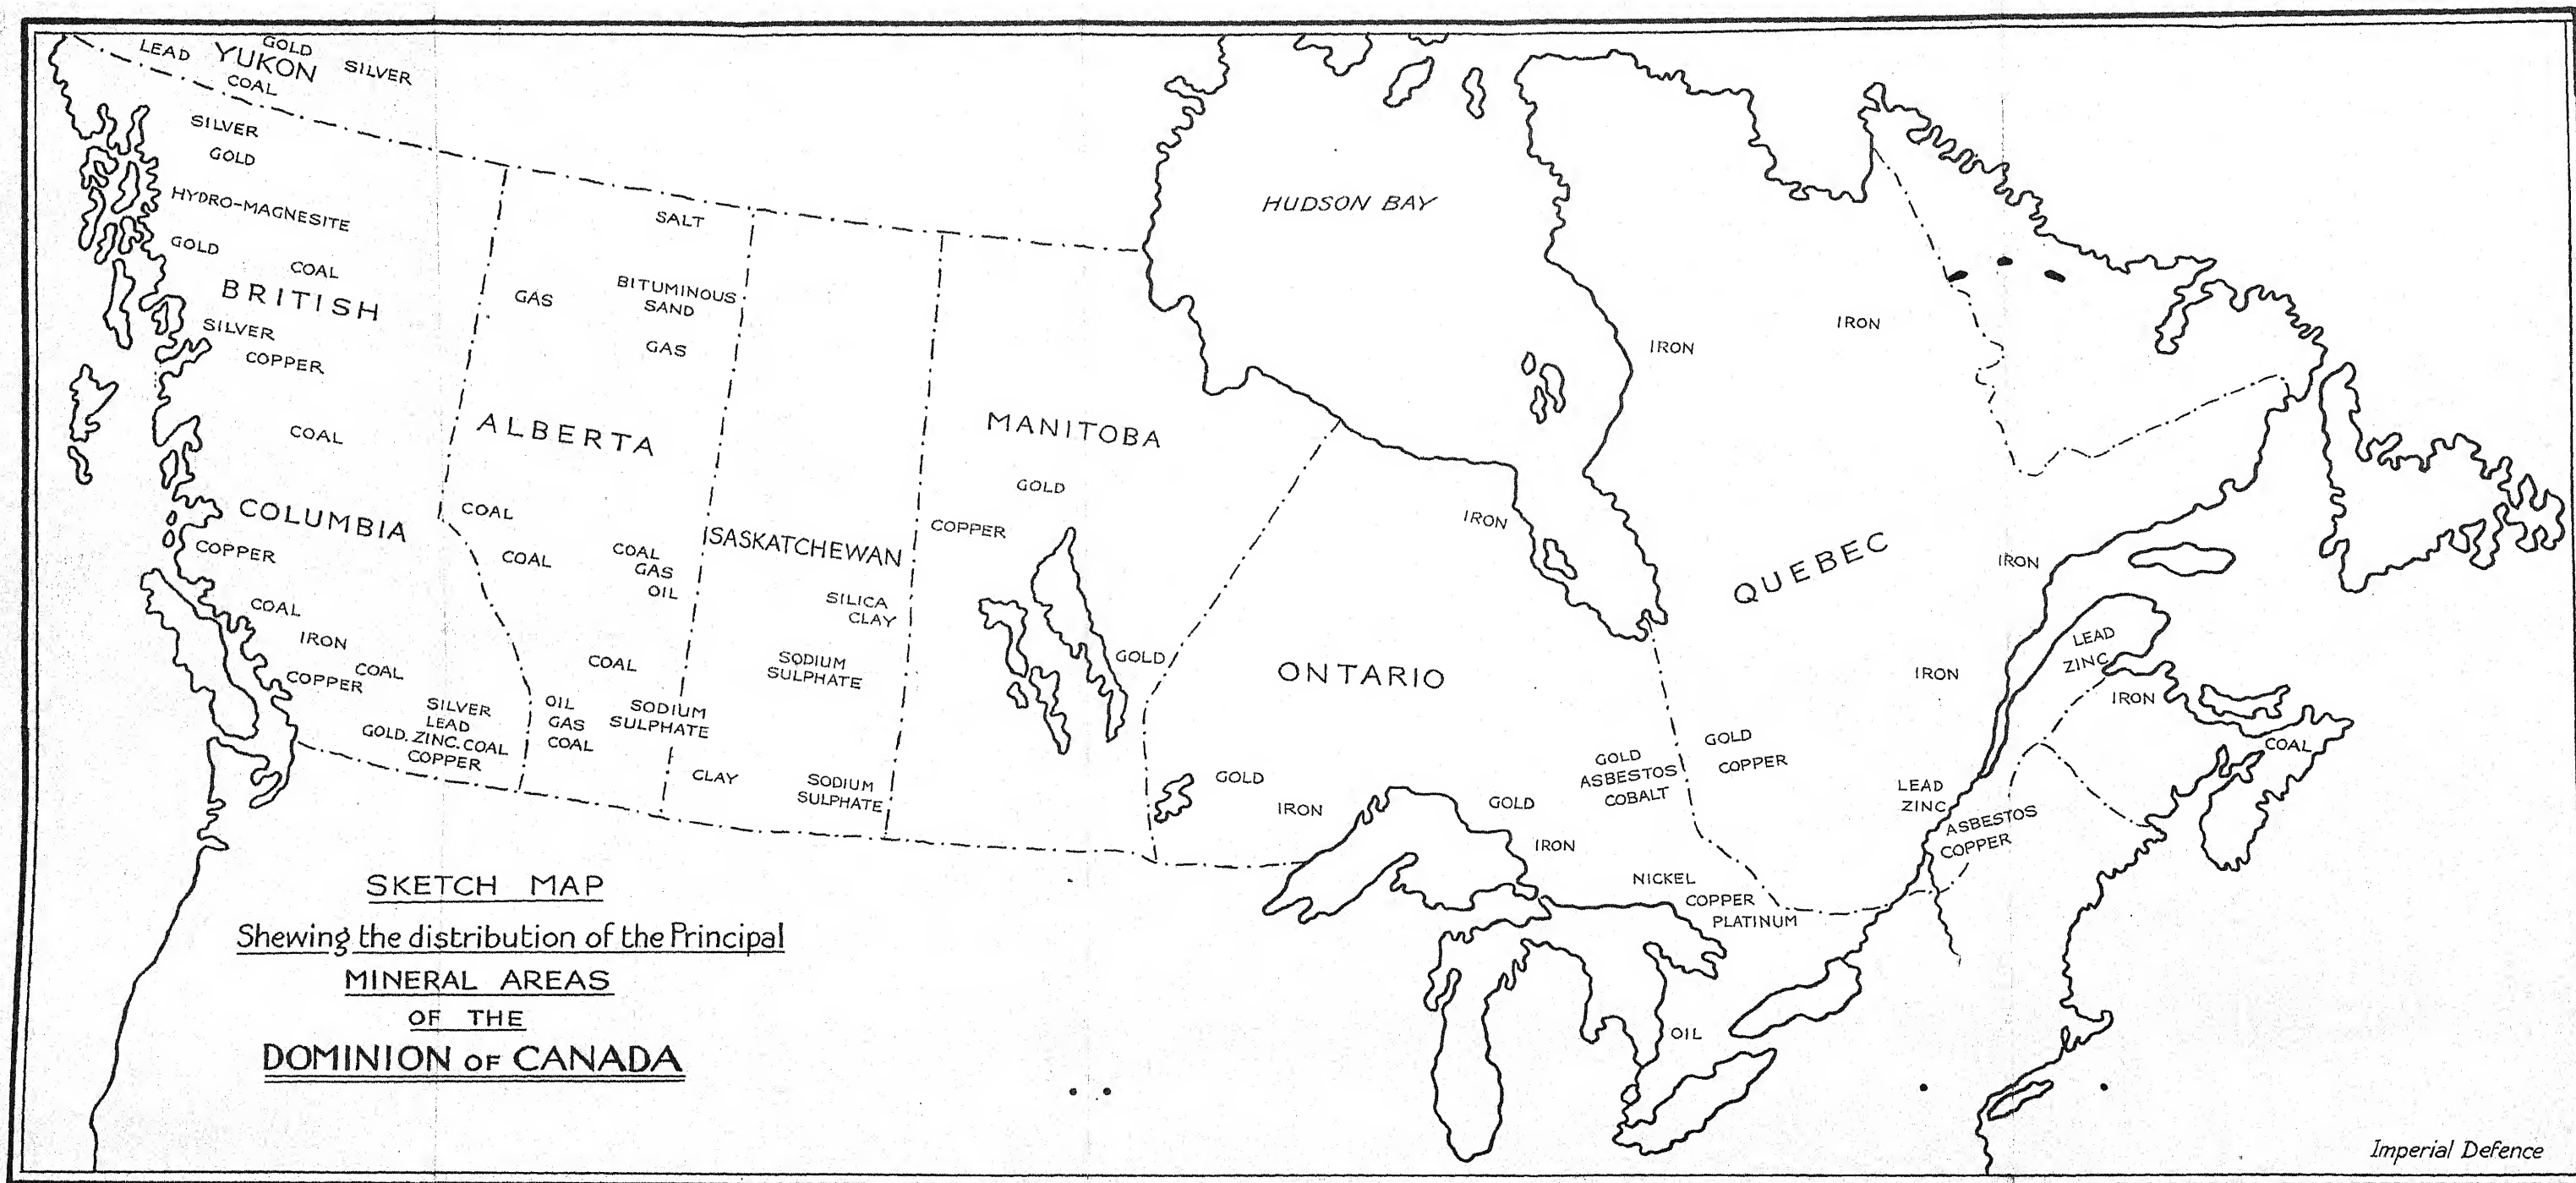 GOLD
LEAD YUKON SILVER
COAL
SILVER
GOLD
HYDRO-MAGNESITE
GOLD
COAL
BRITISH
SILVER
COPPER
COAL
COLUMBIA
COPPER
COAL
IRON
COAL
COPPER
SILVER
LEAD
GOLD. ZINC. COAL
COPPER
SALT
GAS
BITUMINOUS
SAND
GAS
ALBERTA
COAL
COAL
COAL
GAS
OIL
COAL
OIL
GAS
COAL
SODIUM
SULPHATE
SASKATCHEWAN
SILICA
CLAY
SODIUM
SULPHATE
CLAY
SODIUM
SULPHATE
MANITOBA
GOLD
COPPER
GOLD
HUDSON BAY
IRON
ONTARIO
GOLD
IRON
GOLD
IRON
GOLD
ASBESTOS
COBALT
NICKEL
COPPER
PLATINUM
OIL
IRON
IRON
QUEBEC
IRON
IRON
GOLD
COPPER
LEAD
ZINC
ASBESTOS
COPPER
LEAD
ZINC
IRON
COAL
SKETCH MAP
Shewing the distribution of the Principal
MINERAL AREAS
OF THE
DOMINION OF CANADA
Imperial Defence